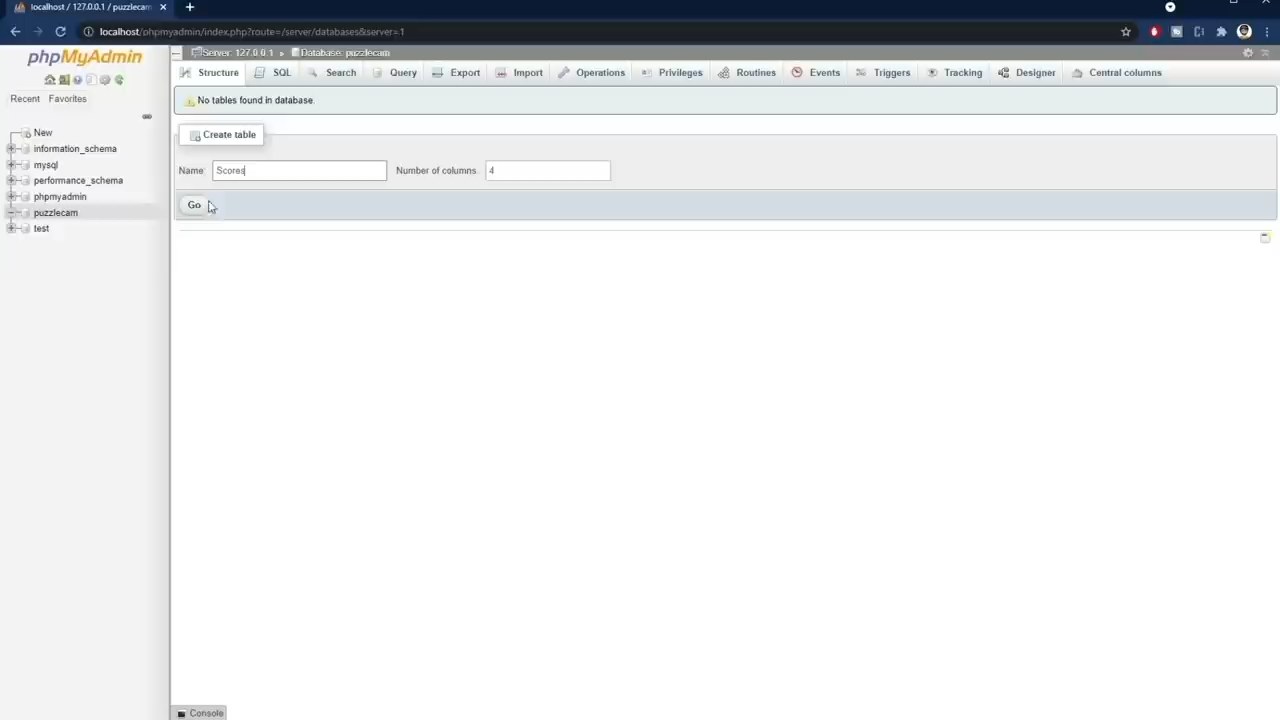 localhost / 127.0.0.1 / puzzlecam
localhost/phpmyadmin/index.php?route=/server/databases&server=1
phpMyAdmin
Recent Favorites
New
information_schema
mysql
performance_schema
phpmyadmin
puzzlecam
test
Server: 127.0.0.1 » Database: puzzlecam
Structure SQL Search Query Export Import Operations Privileges Routines Events Triggers Tracking Designer Central columns
No tables found in database.
Create table
Name: Scores Number of columns 4
Go
Console